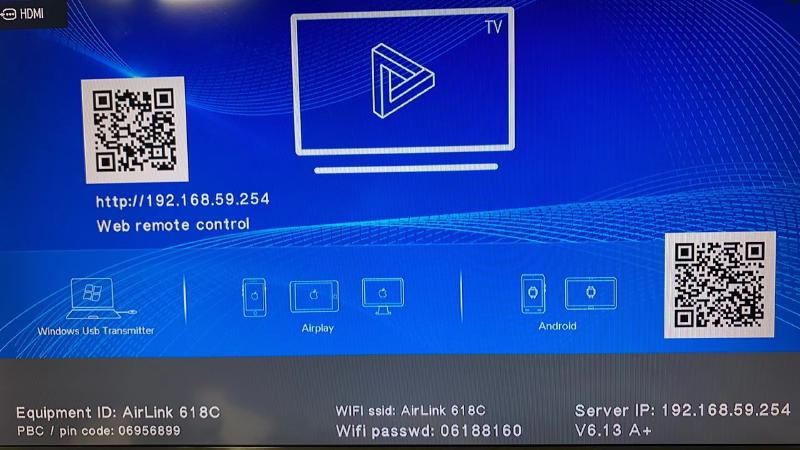 HDMI
TV
http://192.168.59.254
Web remote control
Windows Usb Transmitter
Airplay
Android
Equipment ID: AirLink 618C
PBC / pin code: 06956899
WIFI ssid: AirLink 618C
Wifi passwd: 06188160
Server IP: 192.168.59.254
V6.13 A+